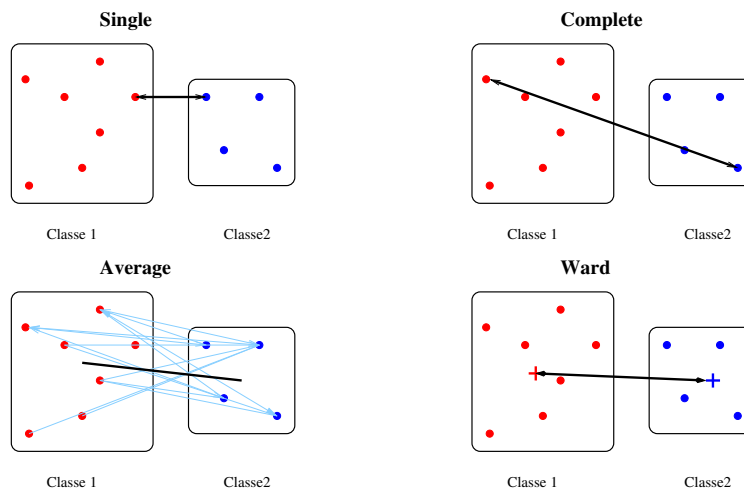 Single
Complete
Classe 1
Classe2
Classe 1
Classe2
Average
Ward
Classe 1
Classe2
Classe 1
Classe2